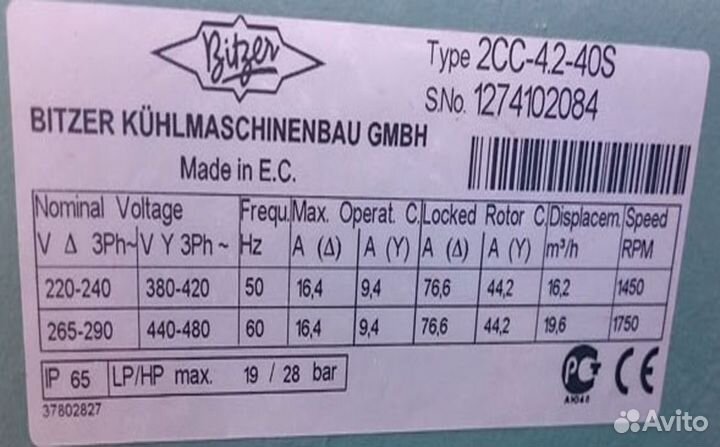 Bitzer
Type 2CC-4.2-40S
S.No. 1274102084
BITZER KÜHLMASCHINENBAU GMBH
Made in E.C.
Nominal Voltage Frequ. Max. Operat. C. Locked Rotor C. Displacem. Speed
V Δ 3Ph~ V Y 3Ph ~ Hz A (Δ) A (Y) A (Δ) A (Y) m³/h RPM
220-240 380-420 50 16,4 9,4 76,6 44,2 16,2 1450
265-290 440-480 60 16,4 9,4 76,6 44,2 19,6 1750
IP 65 LP/HP max. 19 / 28 bar
37802827
CE
Avito